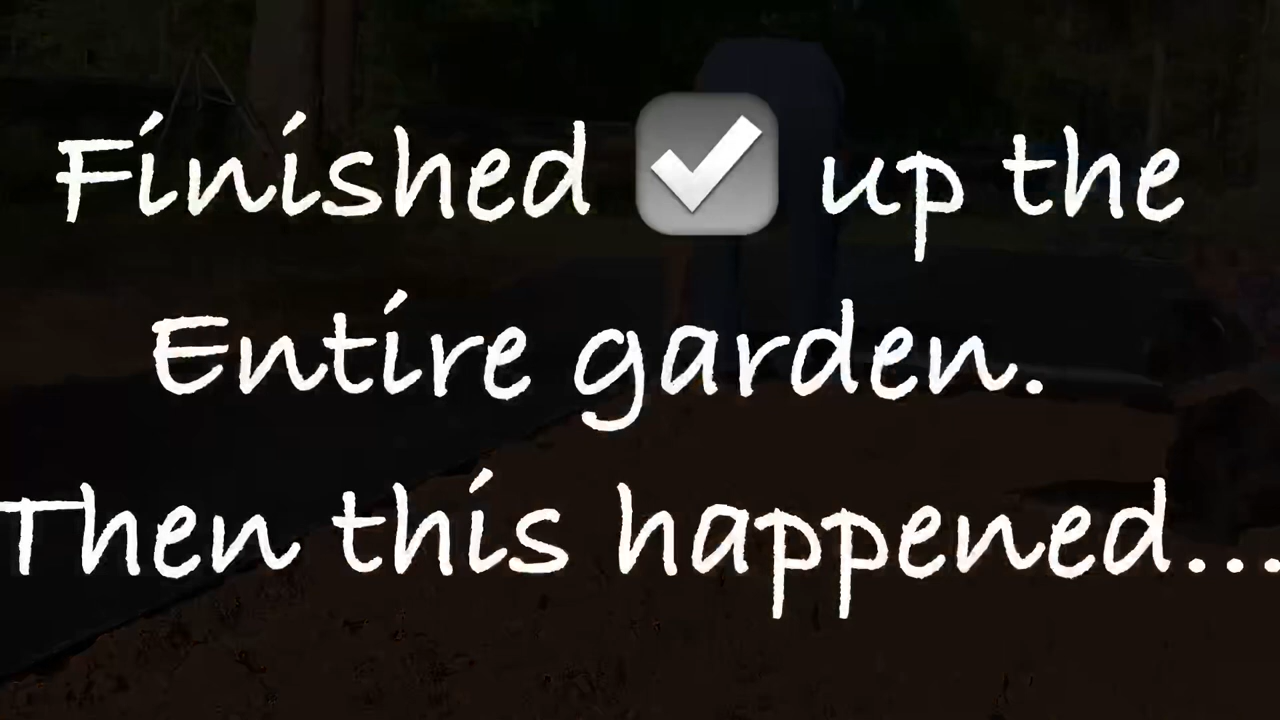 Finished ✅ up the
Entire garden.
Then this happened...